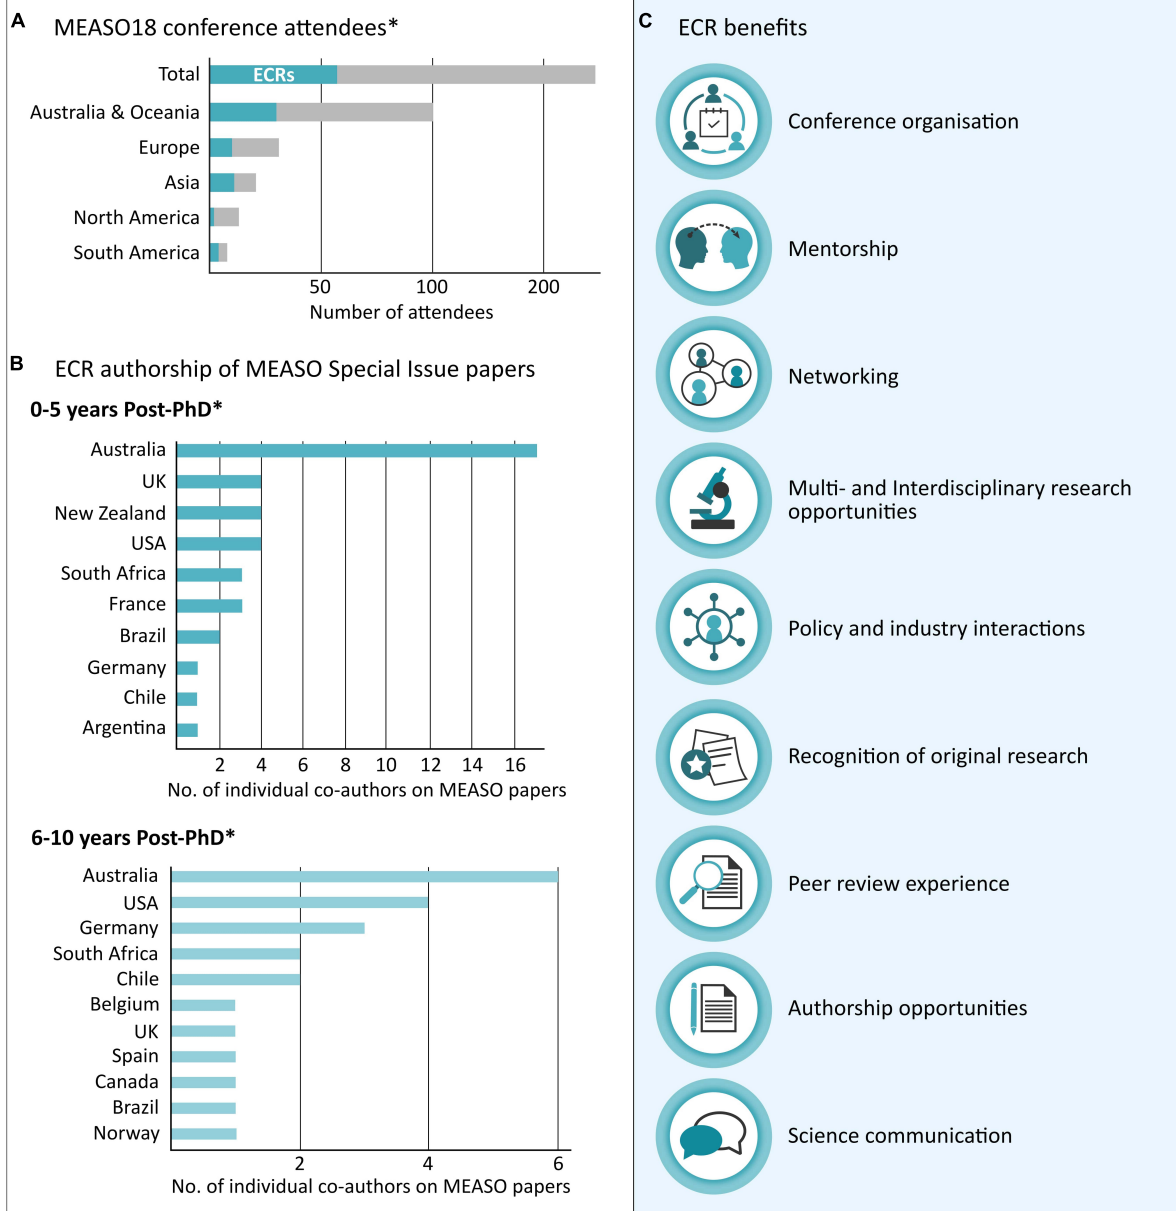 A
MEASO18 conference attendees*
Total
ECRs
Australia & Oceania
Europe
Asia
North America
South America
50
100
200
Number of attendees
B
ECR authorship of MEASO Special Issue papers
0-5 years Post-PhD*
Australia
UK
New Zealand
USA
South Africa
France
Brazil
Germany
Chile
Argentina
2 4 6 8 10 12 14 16
No. of individual co-authors on MEASO papers
6-10 years Post-PhD*
Australia
USA
Germany
South Africa
Chile
Belgium
UK
Spain
Canada
Brazil
Norway
2 4 6
No. of individual co-authors on MEASO papers
C
ECR benefits
Conference organisation
Mentorship
Networking
Multi- and Interdisciplinary research
opportunities
Policy and industry interactions
Recognition of original research
Peer review experience
Authorship opportunities
Science communication